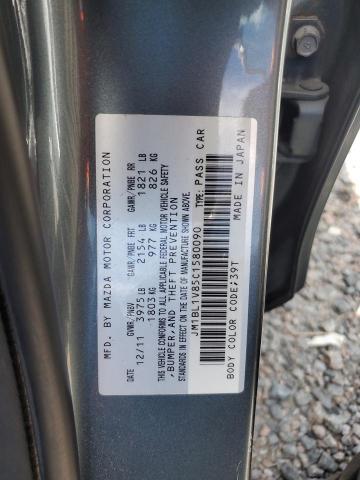 MFD. BY MAZDA MOTOR CORPORATION
GVWR/PNBV GAWR/PNBE FRT GAWR/PNBE RR
DATE 12/11 3975 LB 2154 LB 1821 LB
1803 KG 977 KG 826 KG
THIS VEHICLE CONFORMS TO ALL APPLICABLE FEDERAL MOTOR VEHICLE SAFETY
,BUMPER,AND THEFT PREVENTION
STANDARDS IN EFFECT ON THE DATE OF MANUFACTURE SHOWN ABOVE.
JM1BL1V85C1580090 TYPE: PASS CAR
BODY COLOR CODE;39T MADE IN JAPAN